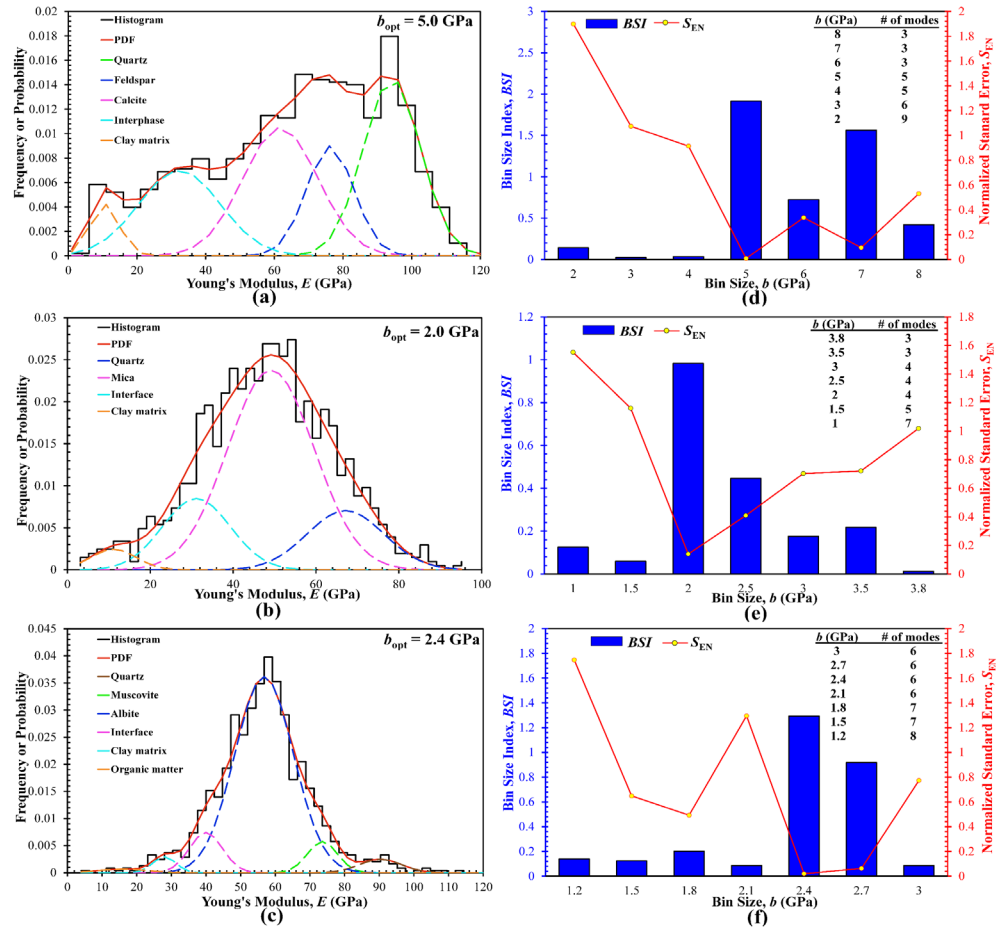 0.02
0.018
0.016
0.014
0.012
0.01
0.008
0.006
0.004
0.002
0
Frequency or Probability
Histogram
PDF
Quartz
Feldspar
Calcite
Interphase
Clay matrix
b_opt = 5.0 GPa
0 20 40 60 80 100 120
Young's Modulus, E (GPa)
(a)
3
2.5
2
1.5
1
0.5
0
Bin Size Index, BSI
BSI S_EN
b (GPa) # of modes
8 3
7 3
6 3
5 5
4 5
3 6
2 9
2
1.8
1.6
1.4
1.2
1
0.8
0.6
0.4
0.2
0
Normalized Stanard Error, S_EN
2 3 4 5 6 7 8
Bin Size, b (GPa)
(d)
0.03
0.025
0.02
0.015
0.01
0.005
0
Frequency or Probability
Histogram
PDF
Quartz
Mica
Interface
Clay matrix
b_opt = 2.0 GPa
0 20 40 60 80 100
Young's Modulus, E (GPa)
(b)
1.2
1
0.8
0.6
0.4
0.2
0
Bin Size Index, BSI
BSI S_EN
b (GPa) # of modes
3.8 3
3.5 3
3 4
2.5 4
2 4
1.5 5
1 7
1.8
1.6
1.4
1.2
1
0.8
0.6
0.4
0.2
0
Normalized Standard Error, S_EN
1 1.5 2 2.5 3 3.5 3.8
Bin Size, b (GPa)
(e)
0.045
0.04
0.035
0.03
0.025
0.02
0.015
0.01
0.005
0
Frequency or Probability
Histogram
PDF
Quartz
Muscovite
Albite
Interface
Clay matrix
Organic matter
b_opt = 2.4 GPa
0 10 20 30 40 50 60 70 80 90 100 110 120
Young's Modulus, E (GPa)
(c)
2
1.8
1.6
1.4
1.2
1
0.8
0.6
0.4
0.2
0
Bin Size Index, BSI
BSI S_EN
b (GPa) # of modes
3 6
2.7 6
2.4 6
2.1 6
1.8 7
1.5 7
1.2 8
2
1.8
1.6
1.4
1.2
1
0.8
0.6
0.4
0.2
0
Normalized Standard Error, S_EN
1.2 1.5 1.8 2.1 2.4 2.7 3
Bin Size, b (GPa)
(f)